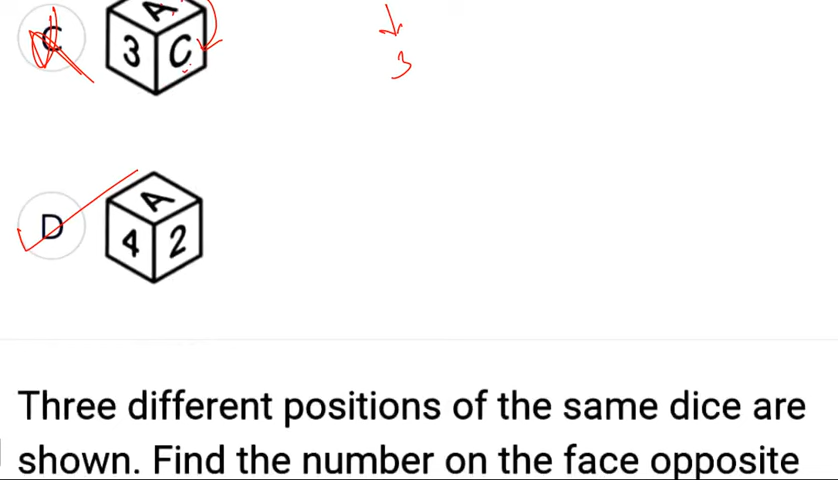 C A
3 C
3
A
D 4 2
Three different positions of the same dice are
shown. Find the number on the face opposite